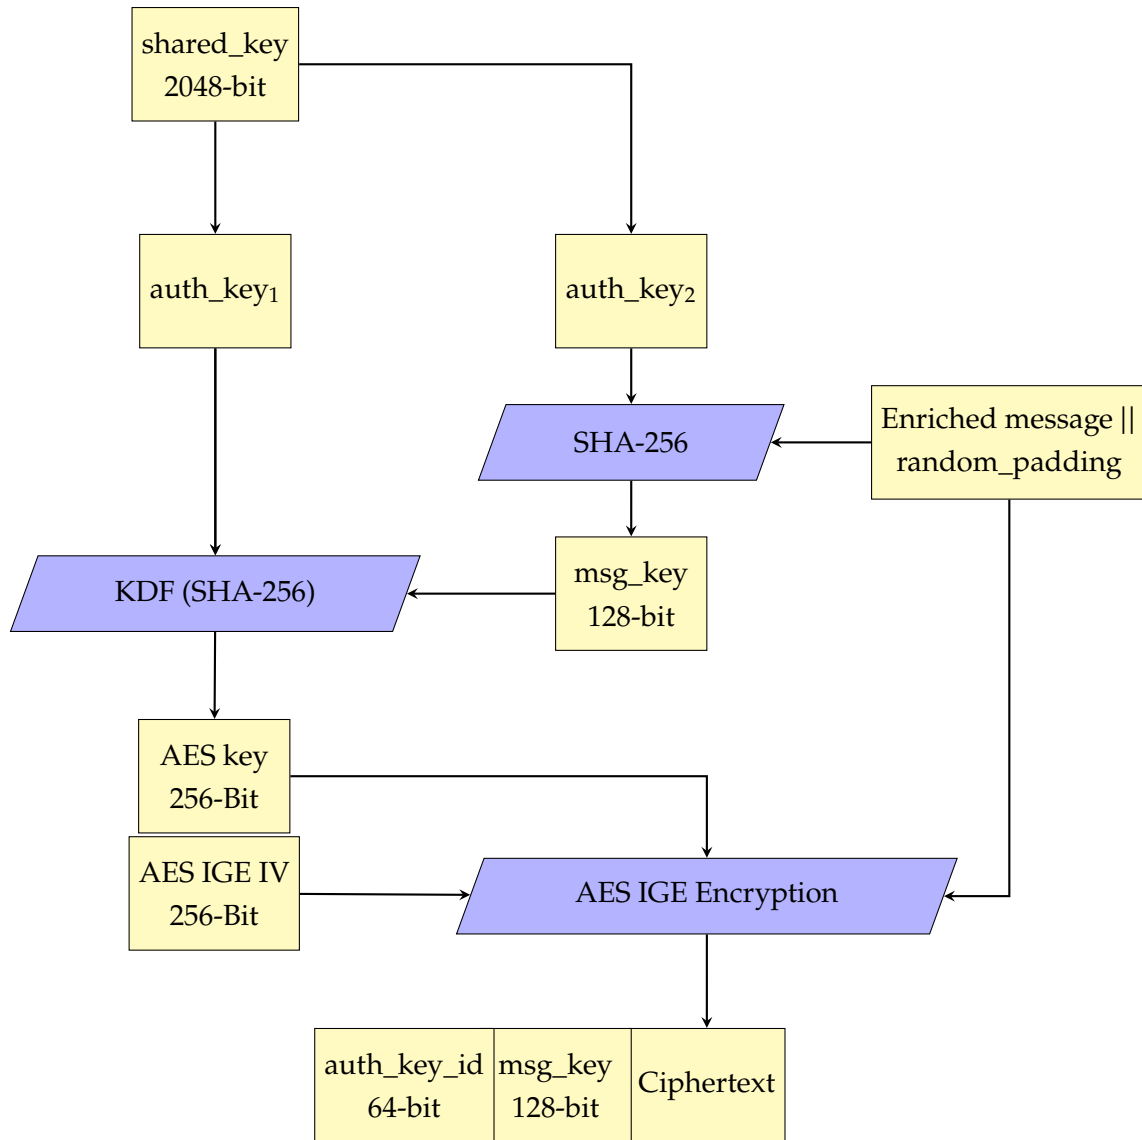 shared_key
2048-bit
auth_key₁
auth_key₂
SHA-256
Enriched message ||
random_padding
KDF (SHA-256)
msg_key
128-bit
AES key
256-Bit
AES IGE IV
256-Bit
AES IGE Encryption
auth_key_id
64-bit
msg_key
128-bit
Ciphertext